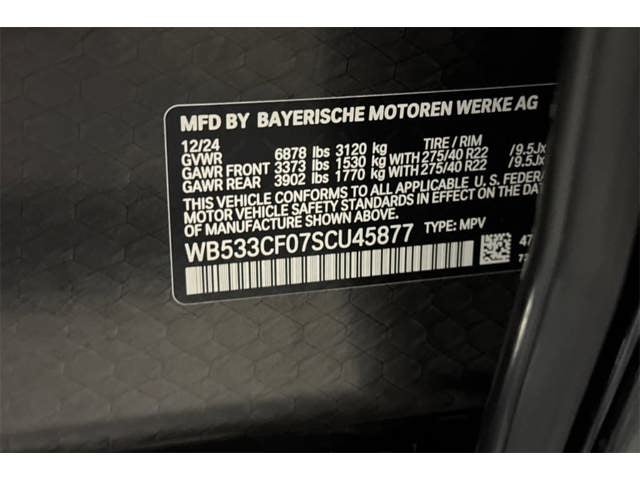 MFD BY BAYERISCHE MOTOREN WERKE AG
12/24 TIRE / RIM
GVWR 6878 lbs 3120 kg
GAWR FRONT 3373 lbs 1530 kg WITH 275/40 R22 /9.5Jx
GAWR REAR 3902 lbs 1770 kg WITH 275/40 R22 /9.5Jx
THIS VEHICLE CONFORMS TO ALL APPLICABLE U. S. FEDERA
MOTOR VEHICLE SAFETY STANDARDS IN EFFECT ON THE
DATE OF MANUFACTURE SHOWN ABOVE.
WB533CF07SCU45877 TYPE: MPV 47